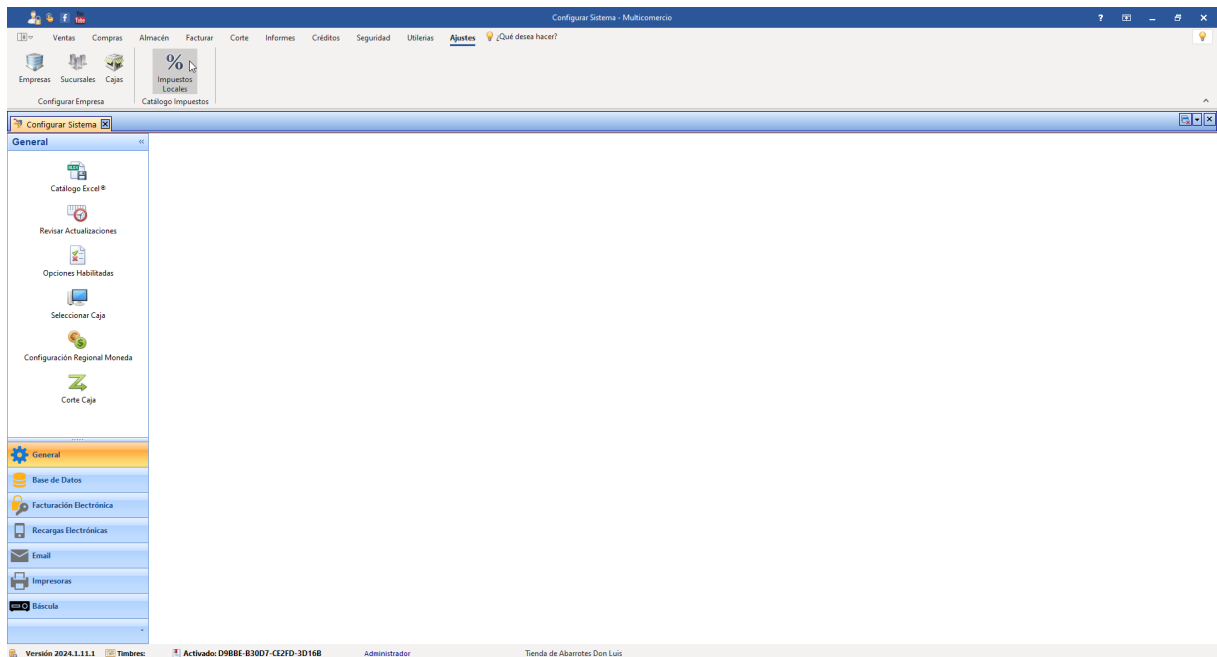 Configurar Sistema - Multicomercio
Ventas Compras Almacén Facturar Corte Informes Créditos Seguridad Utilerias Ajustes ¿Qué desea hacer?
Empresas Sucursales Cajas Impuestos Locales
Configurar Empresa Catálogo Impuestos
Configurar Sistema
General
Catálogo Excel®
Revisar Actualizaciones
Opciones Habilitadas
Seleccionar Caja
Configuración Regional Moneda
Corte Caja
General
Base de Datos
Facturación Electrónica
Recargas Electrónicas
Email
Impresoras
Báscula
Versión 2024.1.11.1 Timbres: Activado: D9BBE-B30D7-CE2FD-3D16B Administrador Tienda de Abarrotes Don Luis